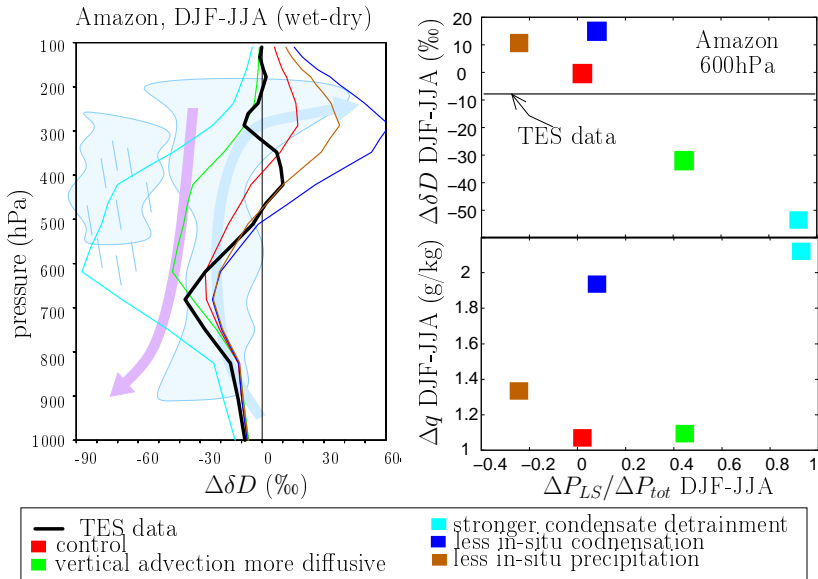 Amazon, DJF-JJA (wet-dry)
100
200
300
400
500
600
700
800
900
1000
pressure (hPa)
-90
-60
-30
0
30
60
ΔδD (‰)
20
10
0
−10
−20
−30
−40
−50
ΔδD DJF-JJA (‰)
Amazon
600hPa
TES data
2
1.8
1.6
1.4
1.2
1
Δq DJF-JJA (g/kg)
−0.4
−0.2
0
0.2
0.4
0.6
0.8
1
ΔP_LS/ΔP_tot DJF-JJA
TES data
control
vertical advection more diffusive
stronger condensate detrainment
less in-situ codnensation
less in-situ precipitation